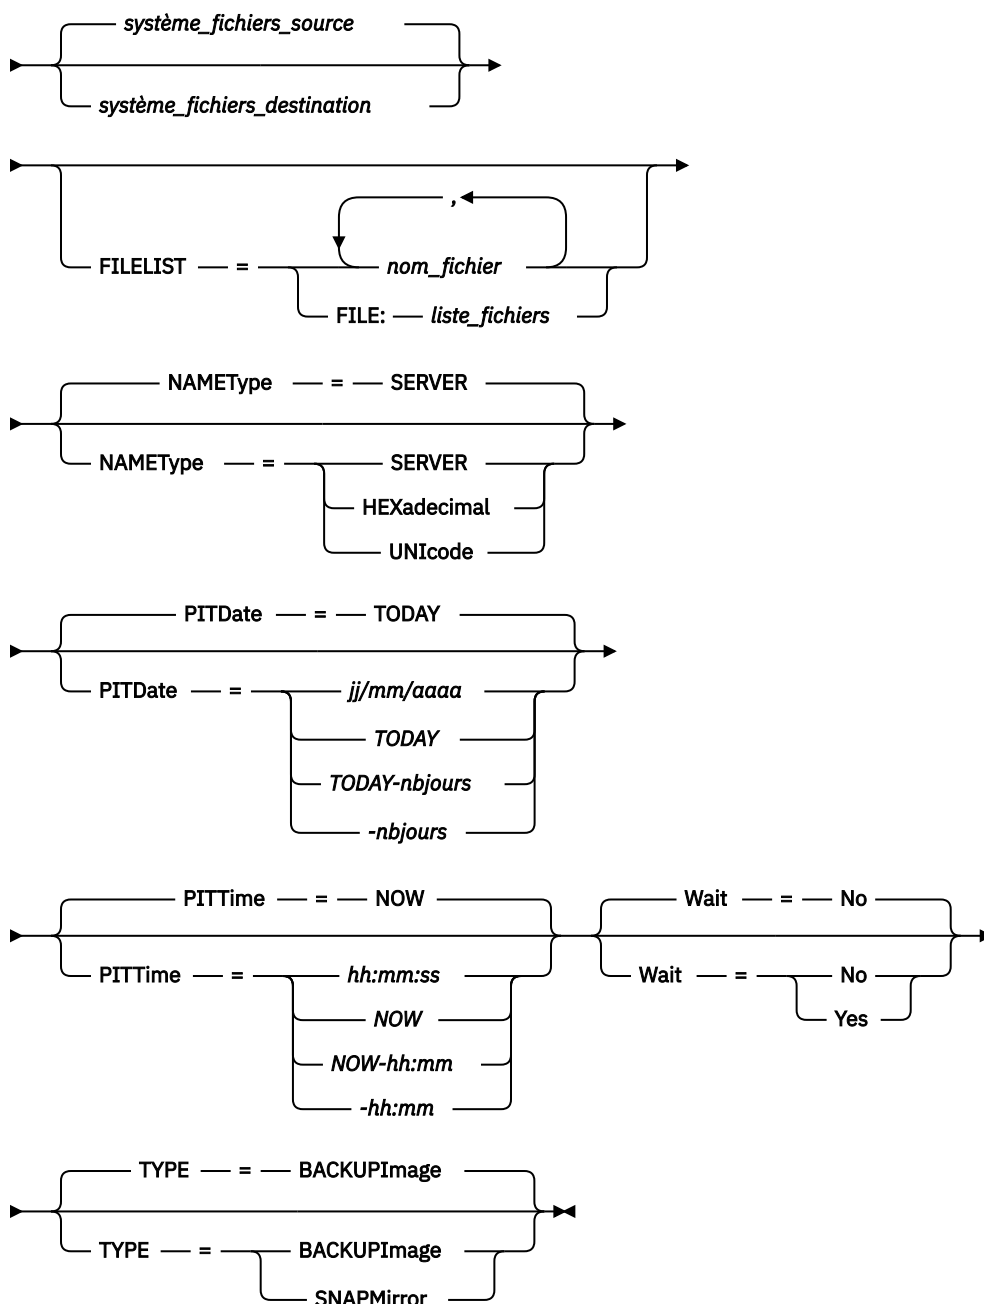 système_fichiers_source
système_fichiers_destination
,
FILELIST = nom_fichier
FILE: liste_fichiers
NAMEType = SERVER
NAMEType = SERVER
HEXadecimal
UNIcode
PITDate = TODAY
PITDate = jj/mm/aaaa
TODAY
TODAY-nbjours
-nbjours
PITTime = NOW Wait = No
PITTime = hh:mm:ss Wait = No
NOW Yes
NOW-hh:mm
-hh:mm
TYPE = BACKUPImage
TYPE = BACKUPImage
SNAPMirror